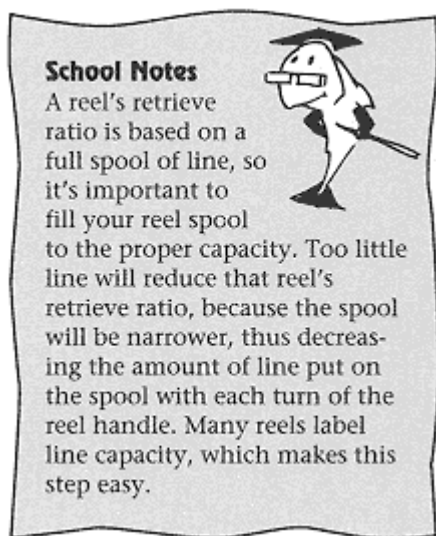 School Notes
A reel's retrieve
ratio is based on a
full spool of line, so
it's important to
fill your reel spool
to the proper capacity. Too little
line will reduce that reel's
retrieve ratio, because the spool
will be narrower, thus decreas-
ing the amount of line put on
the spool with each turn of the
reel handle. Many reels label
line capacity, which makes this
step easy.